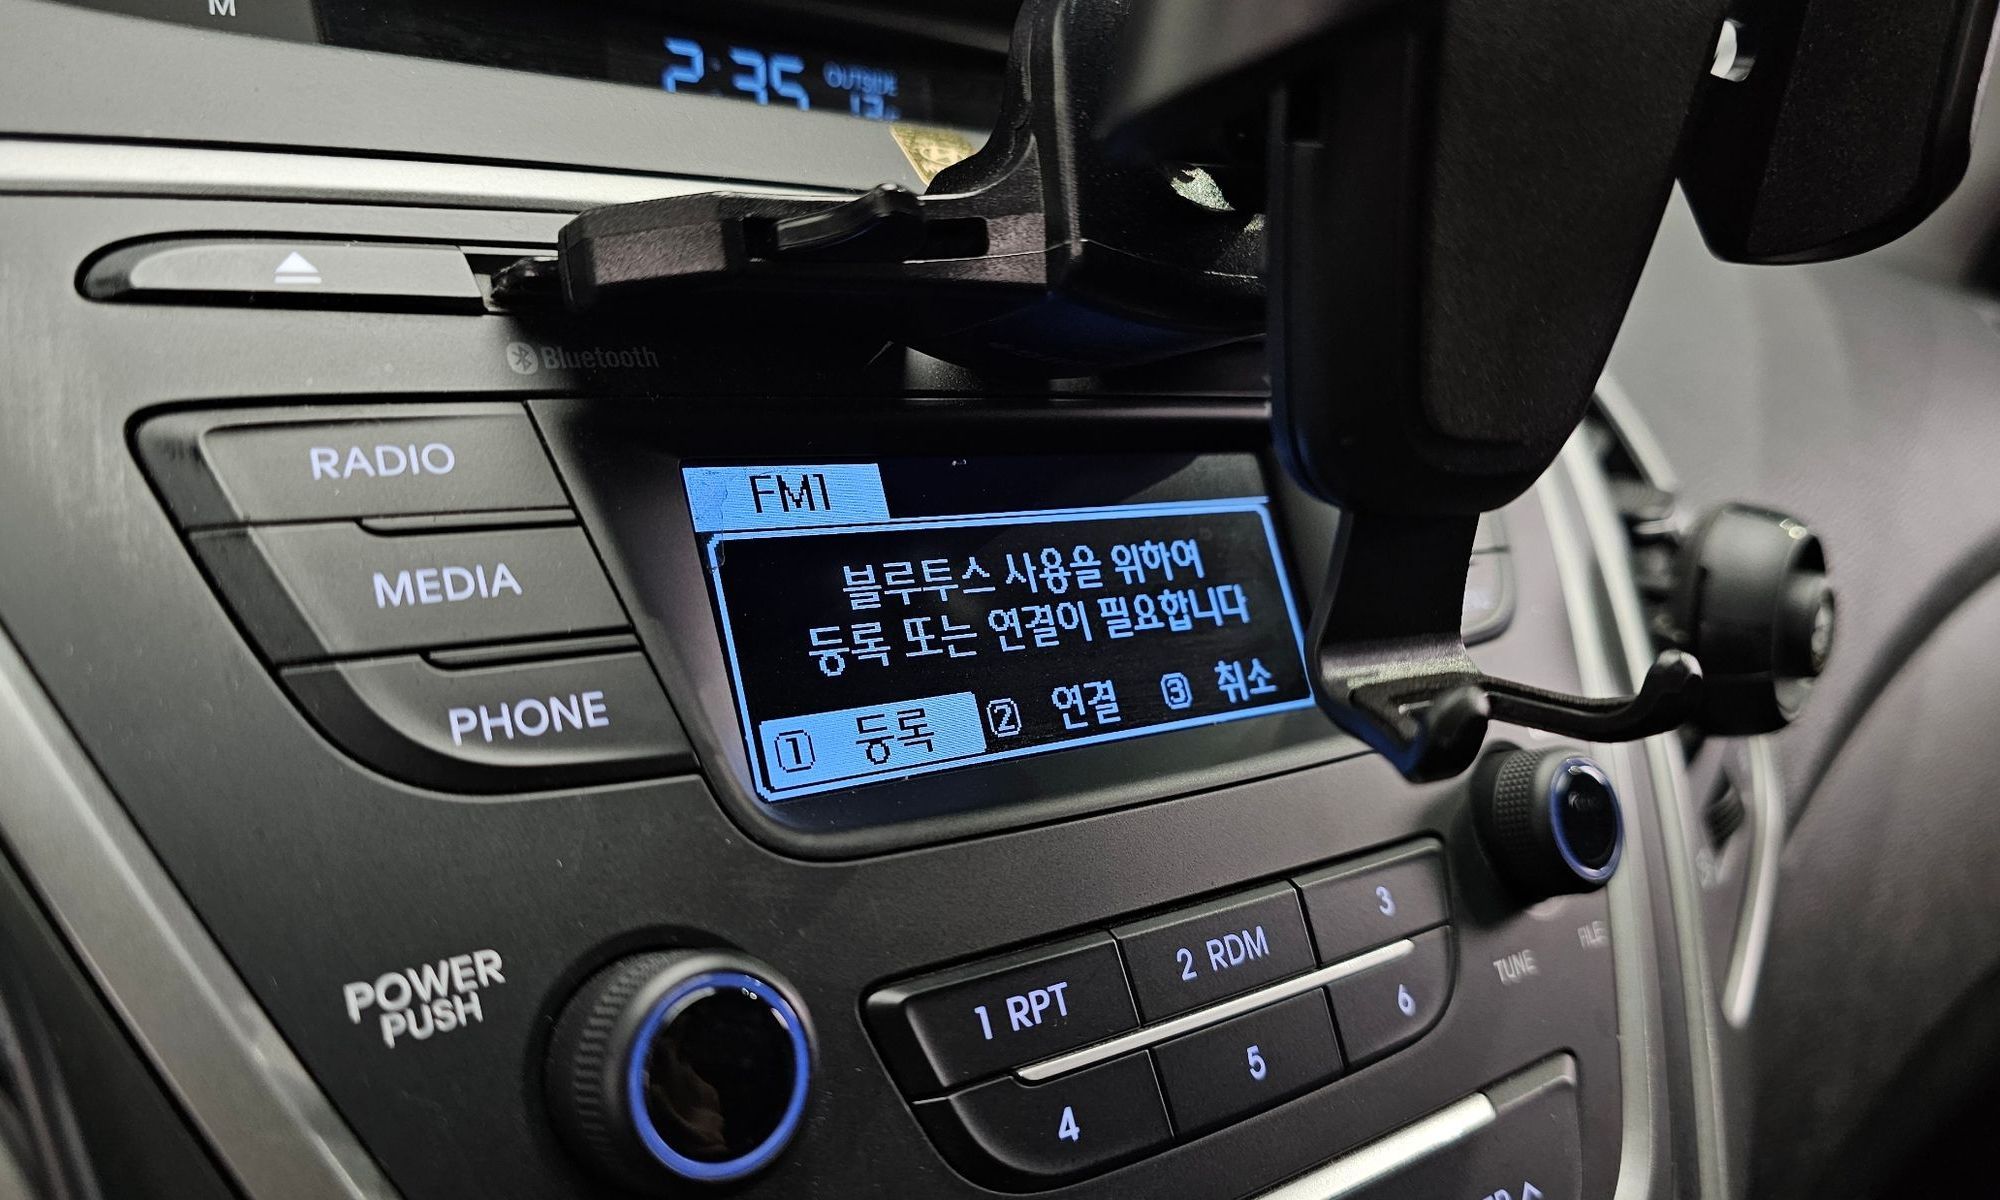 M
2:35
OUTSIDE
Bluetooth
RADIO
MEDIA
PHONE
FM1
블루투스 사용을 위하여
등록 또는 연결이 필요합니다
1 등록 2 연결 3 취소
POWER
PUSH
1 RPT
2 RDM
3
4
5
6
TUNE
FILE